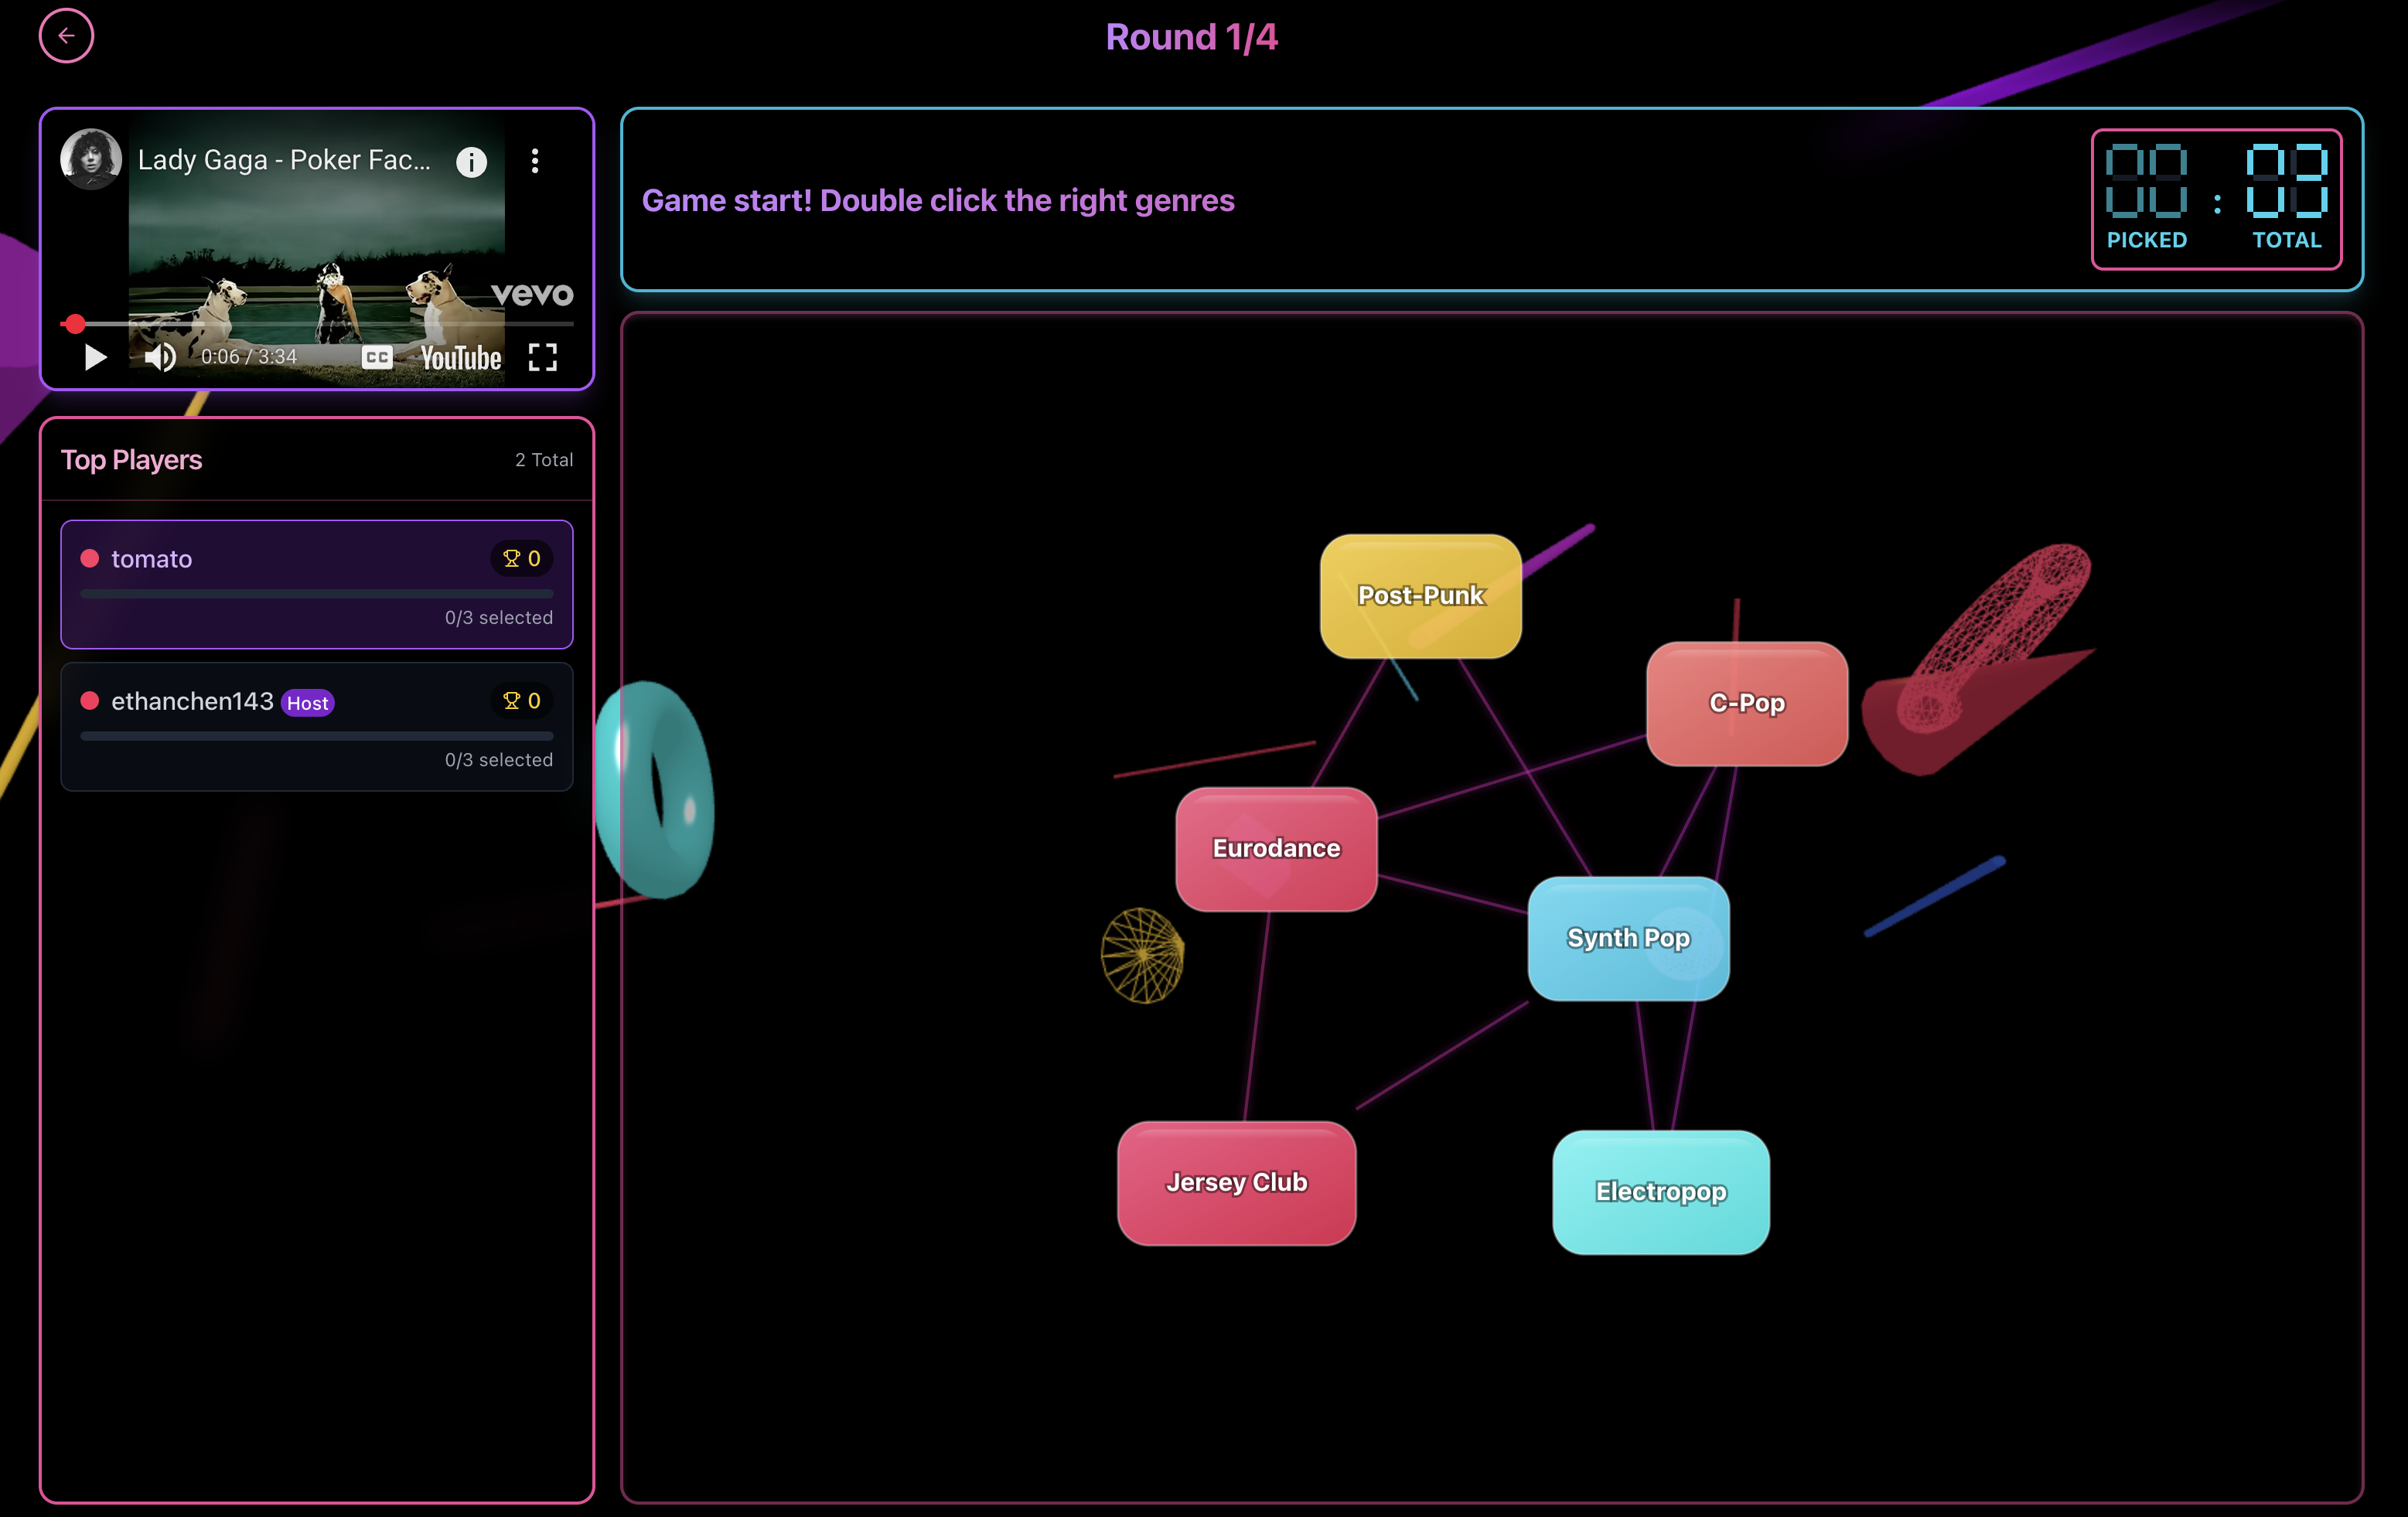 Round 1/4
Lady Gaga - Poker Fac...
vevo
0:06 / 3:34
CC
YouTube
Game start! Double click the right genres
00 : 03
PICKED
TOTAL
Top Players
2 Total
tomato
0
0/3 selected
ethanchen143
Host
0
0/3 selected
Post-Punk
C-Pop
Eurodance
Synth Pop
Jersey Club
Electropop